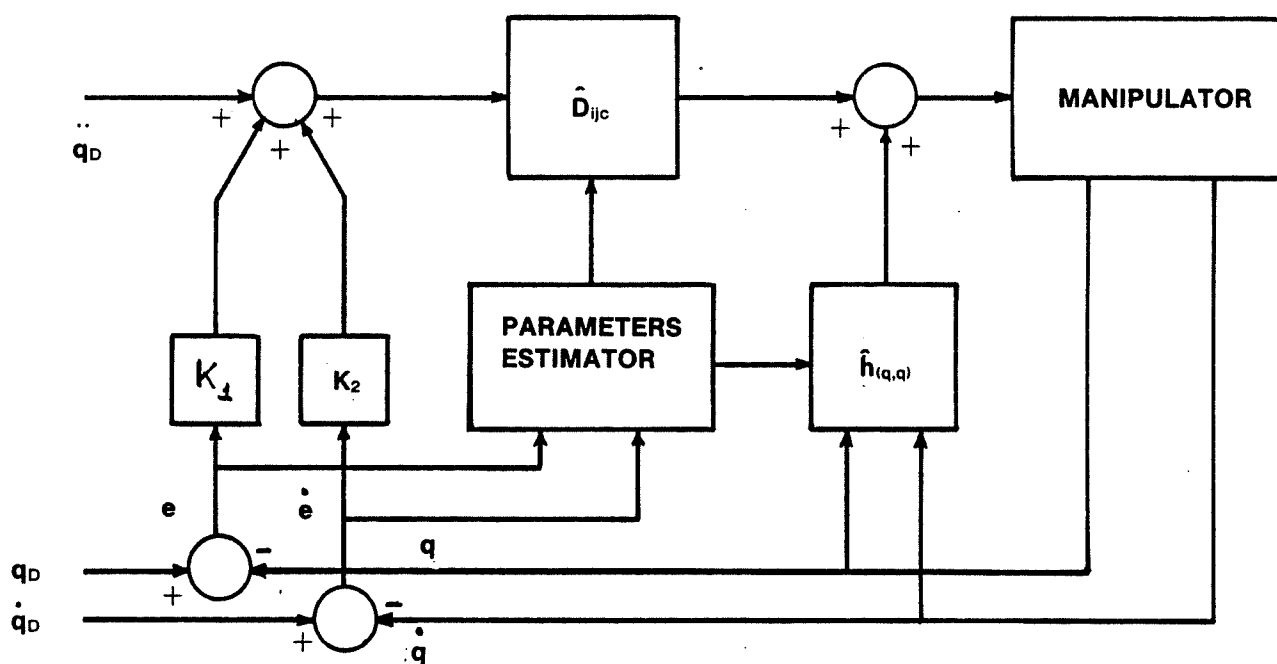 q̈D
+
+
+
+
D̂ijc
+
+
MANIPULATOR
K1
K2
PARAMETERS
ESTIMATOR
ĥ(q,q)
e
ė
q
qD
+
-
q̇D
+
-
q̇